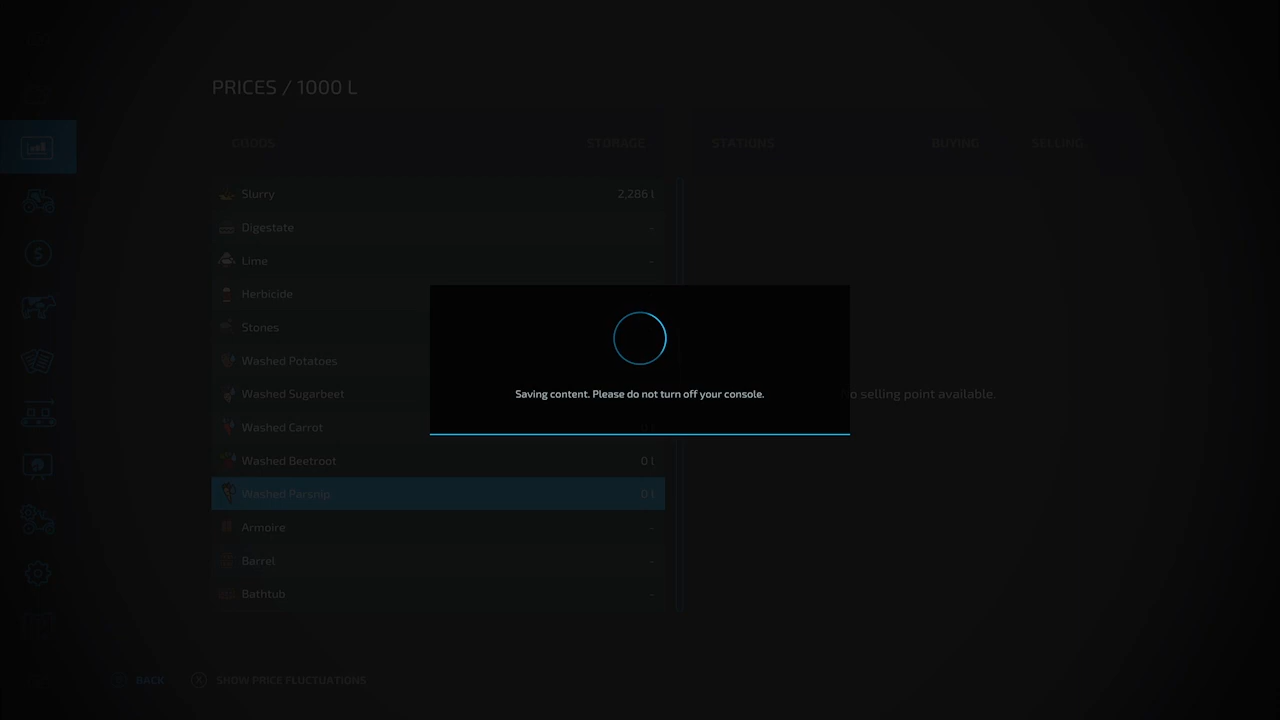 PRICES / 1000 L
GOODS STORAGE STATIONS BUYING SELLING
Slurry 2,286 l
Digestate -
Lime -
Herbicide
Stones
Washed Potatoes
Washed Sugarbeet
Washed Carrot 0 l
Washed Beetroot 0 l
Washed Parsnip 0 l
Armoire -
Barrel -
Bathtub -
Saving content. Please do not turn off your console.
o selling point available.
BACK
X SHOW PRICE FLUCTUATIONS